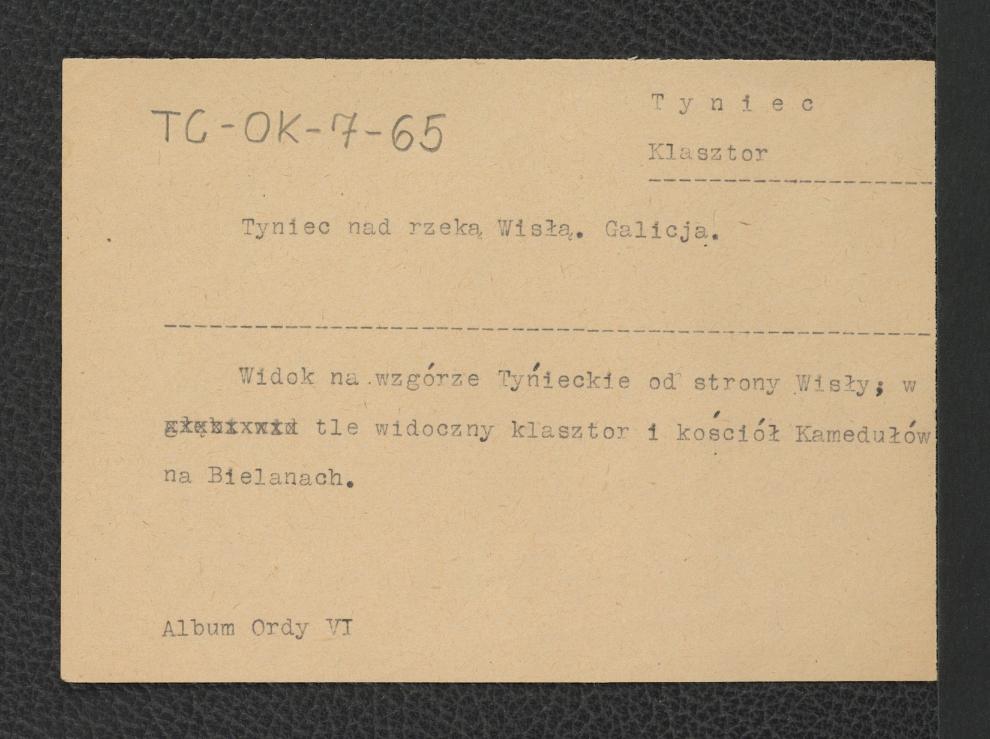 TC-OK-7-65
T y n i e c
Klasztor
Tyniec nad rzeką Wisłą. Galicja.
Widok na wzgórze Tyńieckie od strony Wisły; w
tle widoczny klasztor i kościół Kamedułów
na Bielanach.
Album Ordy VI